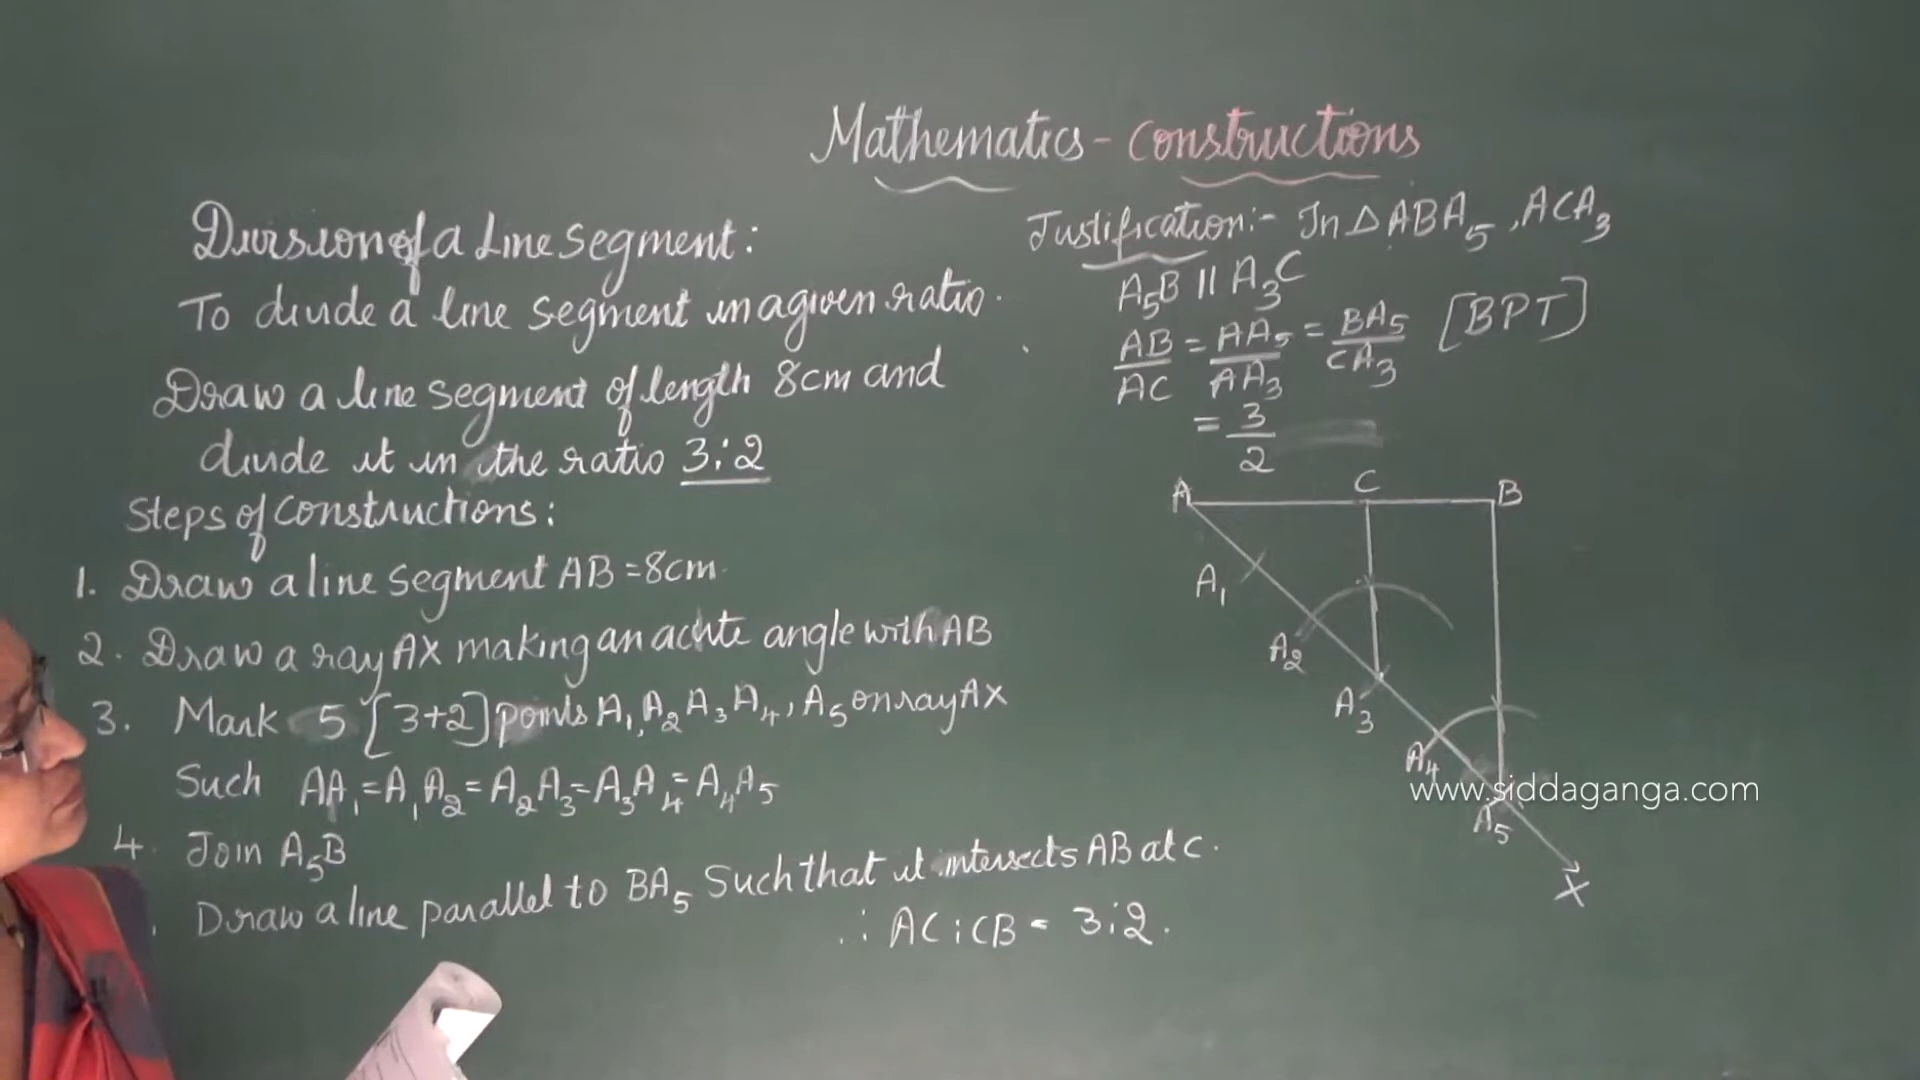 Mathematics - Constructions
Division of a Line Segment:
To divide a line segment in a given ratio.
Draw a line segment of length 8cm and
divide it in the ratio 3:2
Steps of Constructions:
1. Draw a line segment AB = 8cm.
2. Draw a ray AX making an acute angle with AB
3. Mark 5 [3+2] points A₁, A₂ A₃ A₄, A₅ on ray AX
Such AA₁ = A₁A₂ = A₂A₃ = A₃A₄ = A₄A₅
4. Join A₅B
Draw a line parallel to BA₅ Such that it intersects AB at C.
∴ AC : CB = 3:2.
Justification:- In △ ABA₅, ACA₃
A₅B || A₃C
AB/AC = AA₅/AA₃ = BA₅/CA₃ [BPT]
= 3/2
A C B
A₁
A₂
A₃
A₄
www.siddaganga.com
A₅
X